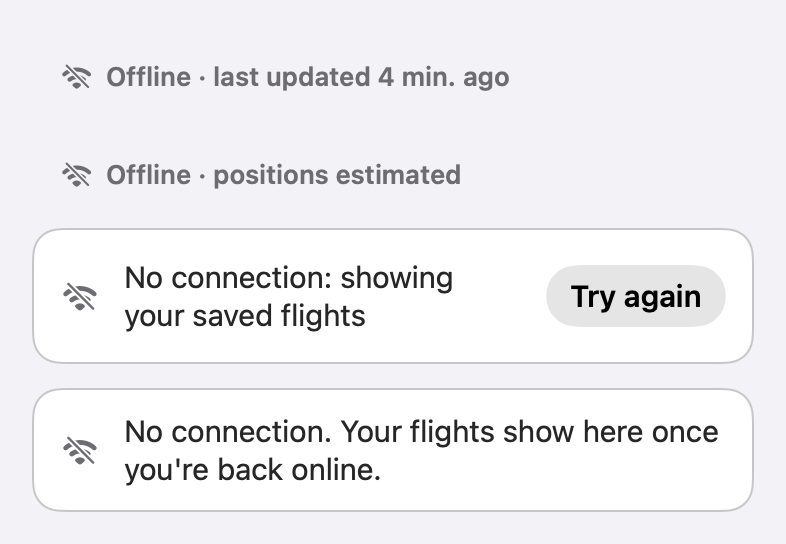 Offline · last updated 4 min. ago
Offline · positions estimated
No connection: showing
your saved flights
Try again
No connection. Your flights show here once
you're back online.